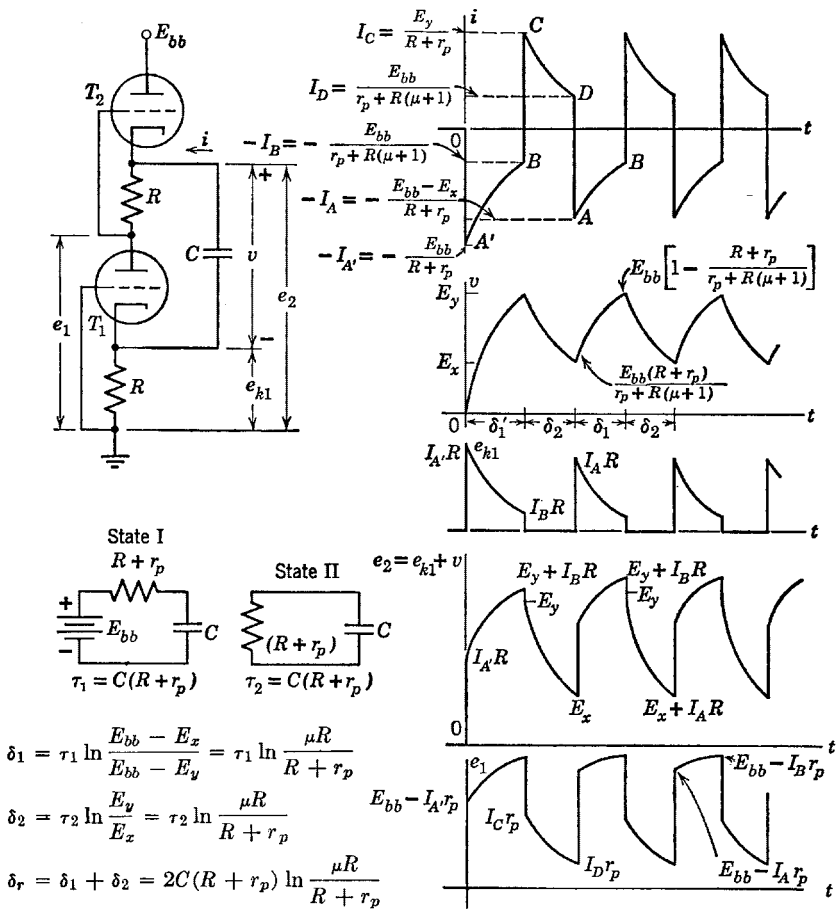 E_bb
T_2
i
R
+
C
v
e_2
e_1
T_1
−
R
e_k1
I_C = E_y / (R + r_p)
i
C
I_D = E_bb / (r_p + R(μ+1))
D
0
t
−I_B = − E_bb / (r_p + R(μ+1))
B
B
−I_A = − (E_bb − E_x) / (R + r_p)
A
A'
−I_A' = − E_bb / (R + r_p)
E_bb [1 − (R + r_p) / (r_p + R(μ+1))]
v
E_y
E_x
E_bb(R + r_p) / (r_p + R(μ+1))
0
δ_1'
δ_2
δ_1
δ_2
t
I_A'R
e_k1
I_A R
I_B R
t
State I
R + r_p
+
E_bb
−
C
τ_1 = C(R + r_p)
State II
(R + r_p)
C
τ_2 = C(R + r_p)
e_2 = e_k1 + v
E_y + I_B R
E_y + I_B R
E_y
E_y
I_A'R
E_x
E_x + I_A R
0
t
δ_1 = τ_1 ln (E_bb − E_x) / (E_bb − E_y) = τ_1 ln μR / (R + r_p)
δ_2 = τ_2 ln E_y / E_x = τ_2 ln μR / (R + r_p)
δ_r = δ_1 + δ_2 = 2C(R + r_p) ln μR / (R + r_p)
e_1
E_bb − I_B r_p
E_bb − I_A' r_p
I_C r_p
I_D r_p
E_bb − I_A r_p
t